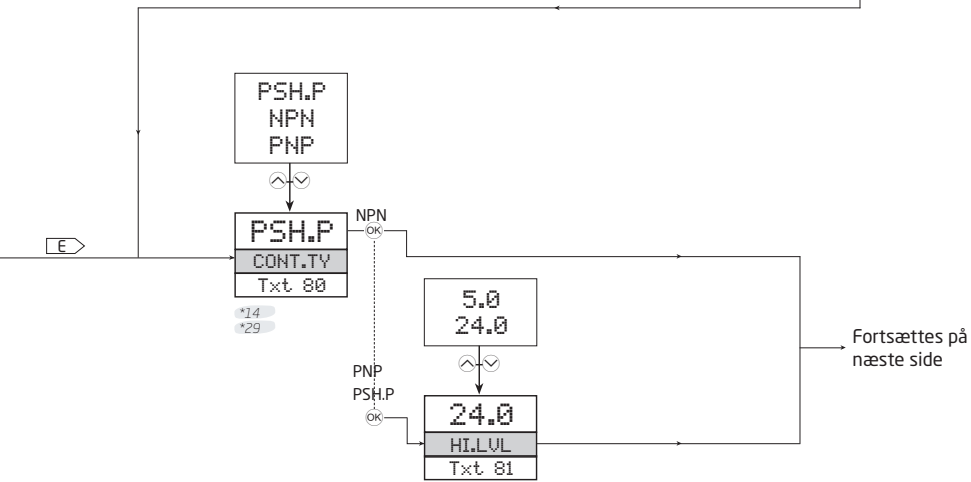 PSH.P
NPN
PNP
PSH.P
CONT.TY
Txt 80
*14
*29
E
NPN
OK
5.0
24.0
PNP
PSH.P
OK
24.0
HI.LVL
Txt 81
Fortsættes på
næste side